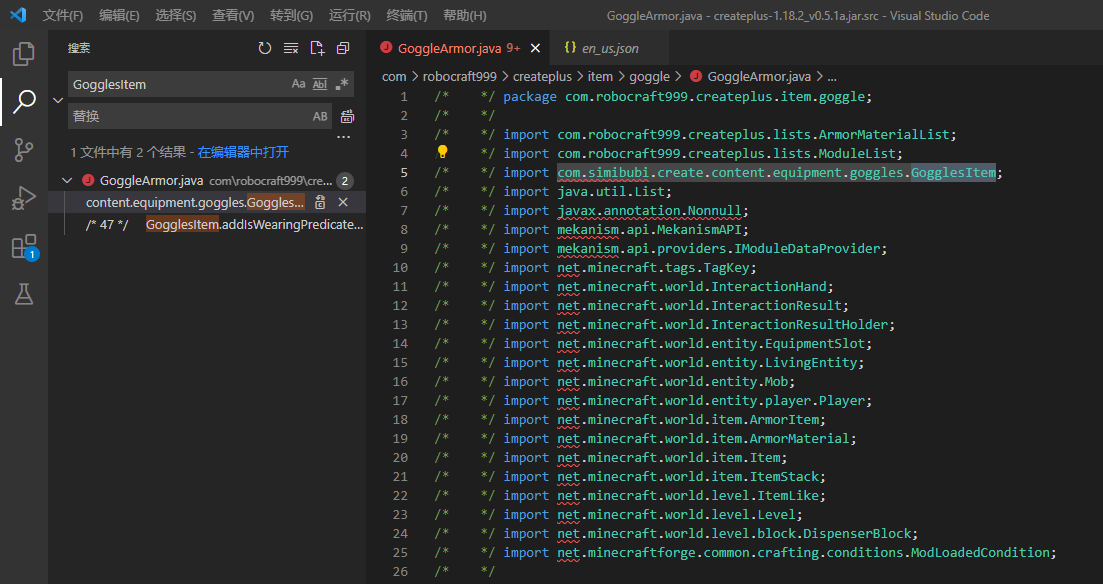 文件(F) 编辑(E) 选择(S) 查看(V) 转到(G) 运行(R) 终端(T) 帮助(H) GoggleArmor.java - createplus-1.18.2_v0.5.1a.jar.src - Visual Studio Code
搜索
GogglesItem Aa Abl .*
替换 AB
...
1 文件中有 2 个结果 - 在编辑器中打开
GoggleArmor.java com\robocraft999\cre... 2
content.equipment.goggles.Goggles...
/* 47 */ GogglesItem.addIsWearingPredicate...
1
GoggleArmor.java 9+
{} en_us.json
com > robocraft999 > createplus > item > goggle > GoggleArmor.java > ...
1 /* */ package com.robocraft999.createplus.item.goggle;
2 /* */
3 /* */ import com.robocraft999.createplus.lists.ArmorMaterialList;
4 /* */ import com.robocraft999.createplus.lists.ModuleList;
5 /* */ import com.simibubi.create.content.equipment.goggles.GogglesItem;
6 /* */ import java.util.List;
7 /* */ import javax.annotation.Nonnull;
8 /* */ import mekanism.api.MekanismAPI;
9 /* */ import mekanism.api.providers.IModuleDataProvider;
10 /* */ import net.minecraft.tags.TagKey;
11 /* */ import net.minecraft.world.InteractionHand;
12 /* */ import net.minecraft.world.InteractionResult;
13 /* */ import net.minecraft.world.InteractionResultHolder;
14 /* */ import net.minecraft.world.entity.EquipmentSlot;
15 /* */ import net.minecraft.world.entity.LivingEntity;
16 /* */ import net.minecraft.world.entity.Mob;
17 /* */ import net.minecraft.world.entity.player.Player;
18 /* */ import net.minecraft.world.item.ArmorItem;
19 /* */ import net.minecraft.world.item.ArmorMaterial;
20 /* */ import net.minecraft.world.item.Item;
21 /* */ import net.minecraft.world.item.ItemStack;
22 /* */ import net.minecraft.world.level.ItemLike;
23 /* */ import net.minecraft.world.level.Level;
24 /* */ import net.minecraft.world.level.block.DispenserBlock;
25 /* */ import net.minecraftforge.common.crafting.conditions.ModLoadedCondition;
26 /* */